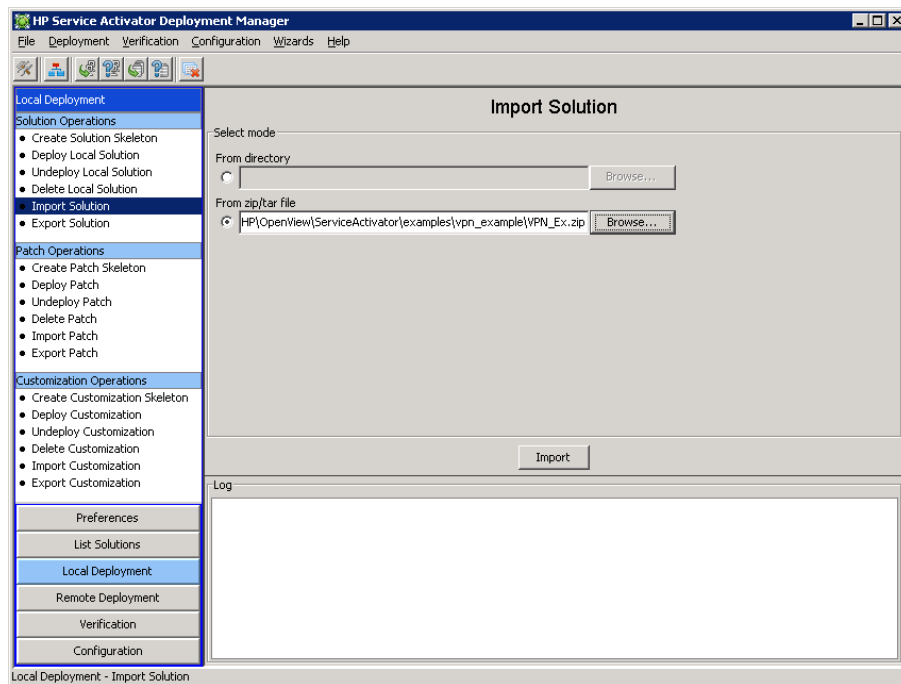 HP Service Activator Deployment Manager
File Deployment Verification Configuration Wizards Help
Local Deployment
Solution Operations
Create Solution Skeleton
Deploy Local Solution
Undeploy Local Solution
Delete Local Solution
Import Solution
Export Solution
Patch Operations
Create Patch Skeleton
Deploy Patch
Undeploy Patch
Delete Patch
Import Patch
Export Patch
Customization Operations
Create Customization Skeleton
Deploy Customization
Undeploy Customization
Delete Customization
Import Customization
Export Customization
Preferences
List Solutions
Local Deployment
Remote Deployment
Verification
Configuration
Import Solution
Select mode
From directory
Browse...
From zip/tar file
HP\OpenView\ServiceActivator\examples\vpn_example\VPN_Ex.zip
Browse...
Import
Log
Local Deployment - Import Solution